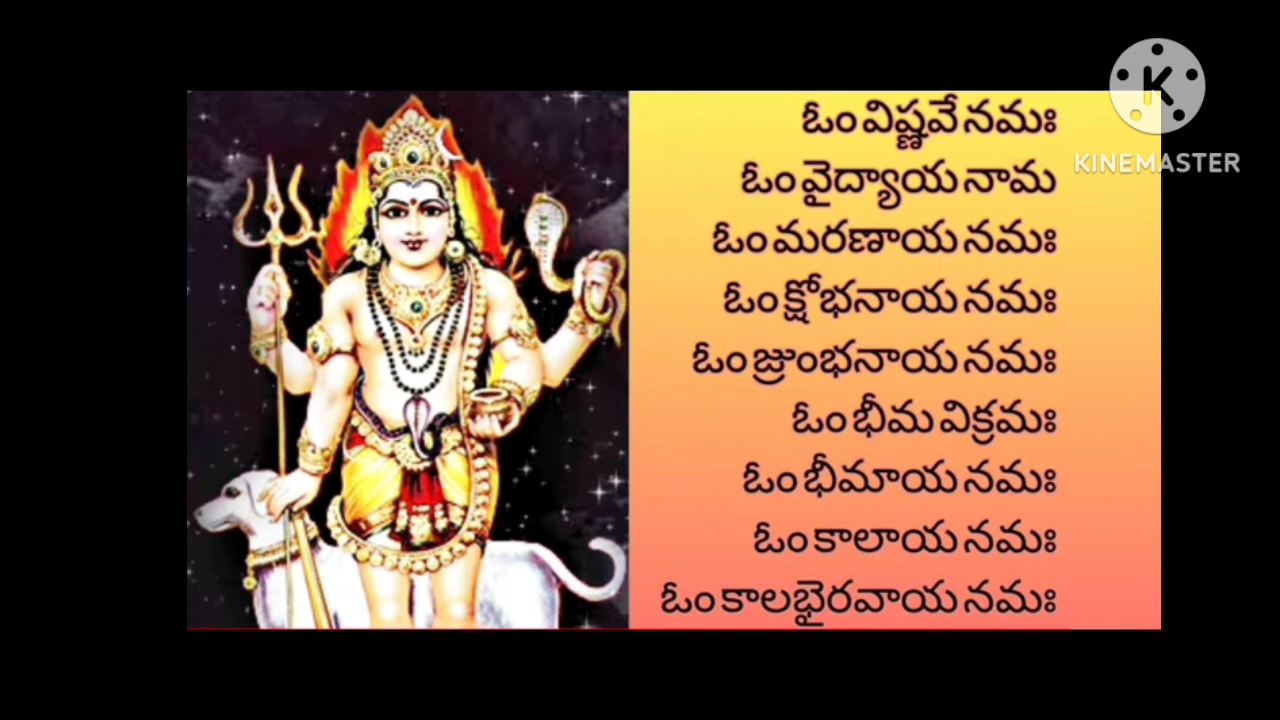 ఓం విష్ణవే నమః
KINEMASTER
ఓం వైద్యాయ నామ
ఓం మరణాయ నమః
ఓం క్షోభనాయ నమః
ఓం జ్రుంభనాయ నమః
ఓం భీమ విక్రమః
ఓం భీమాయ నమః
ఓం కాలాయ నమః
ఓం కాలభైరవాయ నమః